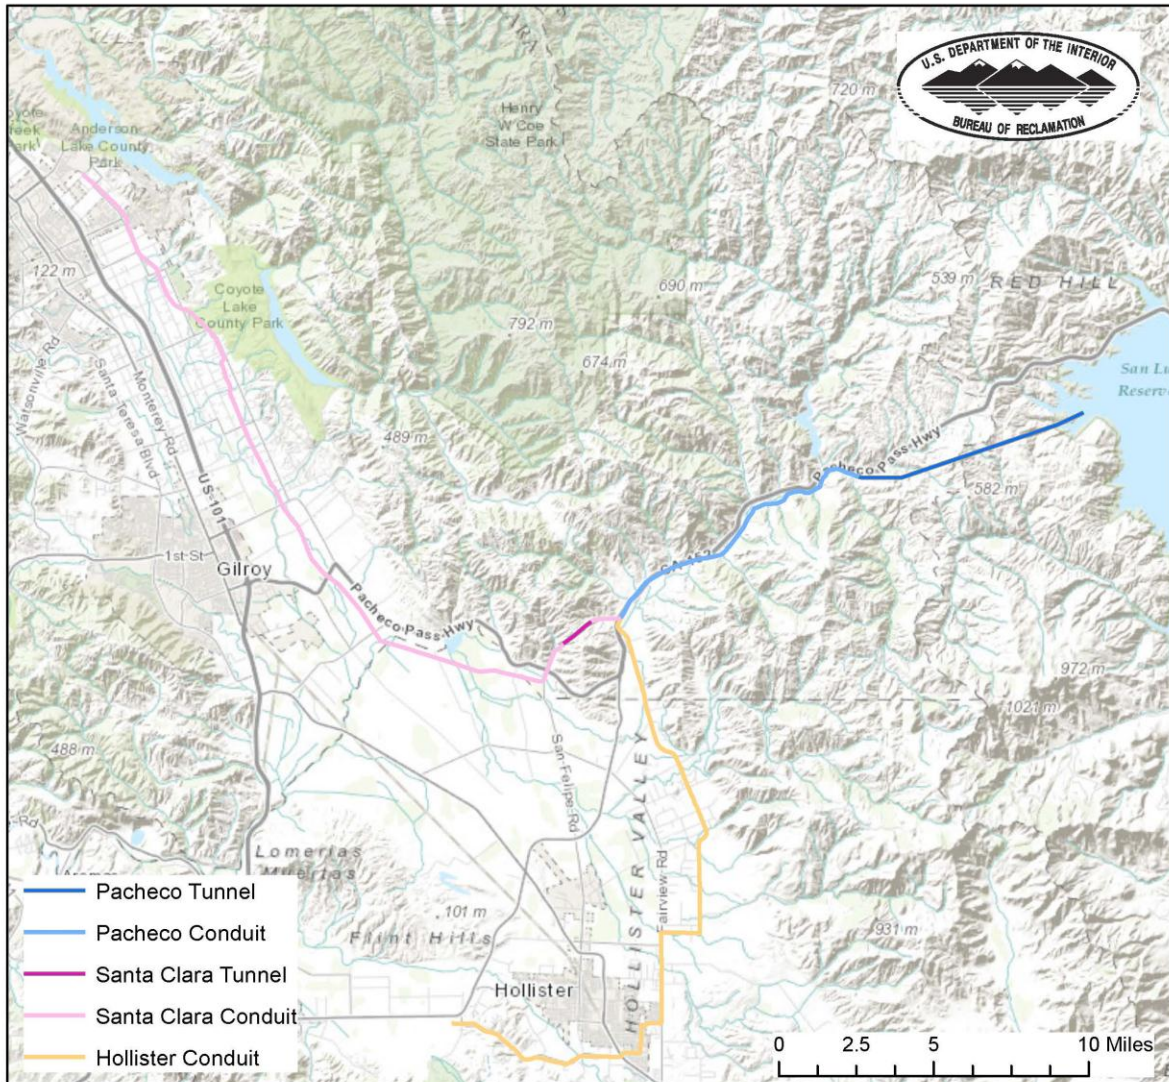 U.S. DEPARTMENT OF THE INTERIOR
BUREAU OF RECLAMATION
Henry
W Coe
State Park
720 m
Anderson
Lake County
Park
122 m
Coyote
Lake
County Park
690 m
539 m
RED HILL
792 m
674 m
Watsonville Rd
Santa Teresa Blvd
Monterey Rd
US-101
489 m
Pacheco-Pass-Hwy
582 m
1st St
Gilroy
Pacheco-Pass-Hwy
972 m
1021 m
488 m
San-Felipe-Rd
HOLLISTER VALLEY
Fairview Rd
Lomerias
Muertas
101 m
Flint Hills
931 m
Hollister
Pacheco Tunnel
Pacheco Conduit
Santa Clara Tunnel
Santa Clara Conduit
Hollister Conduit
0 2.5 5 10 Miles